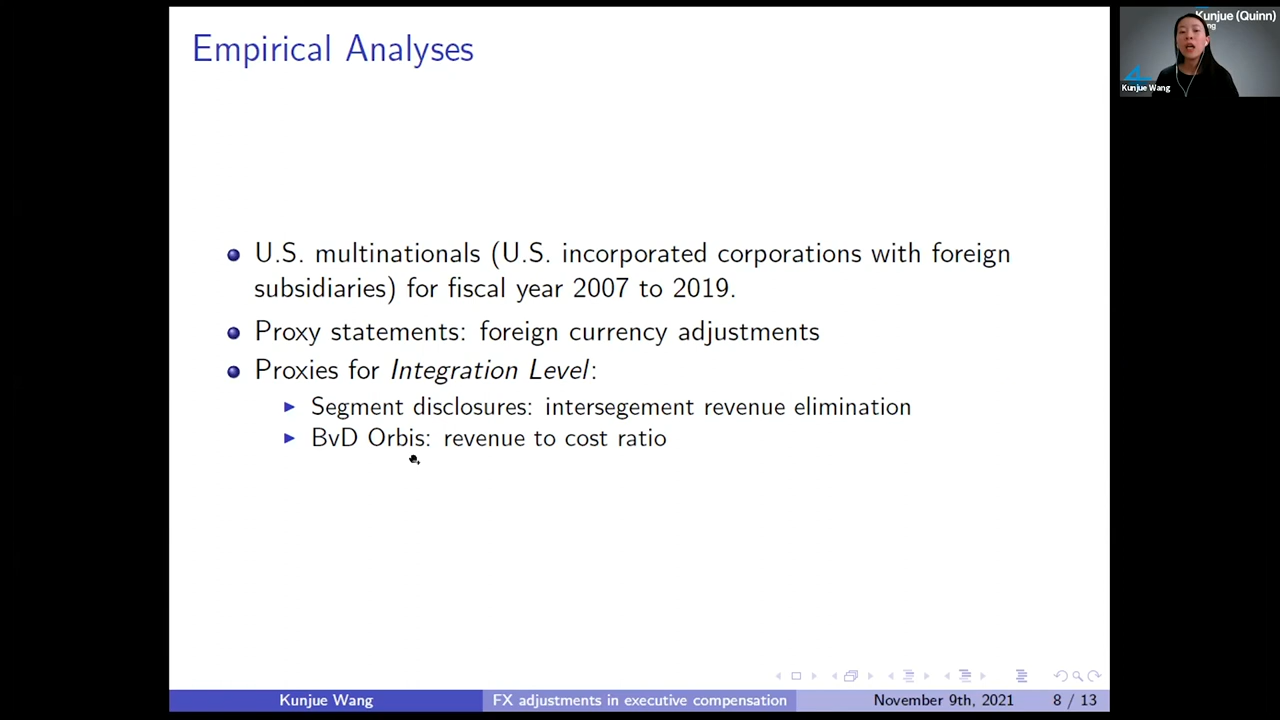 Empirical Analyses
U.S. multinationals (U.S. incorporated corporations with foreign
subsidiaries) for fiscal year 2007 to 2019.
Proxy statements: foreign currency adjustments
Proxies for Integration Level:
Segment disclosures: intersegement revenue elimination
BvD Orbis: revenue to cost ratio
Kunjue Wang
FX adjustments in executive compensation
November 9th, 2021
8 / 13
Kunjue (Quinn)
Kunjue Wang